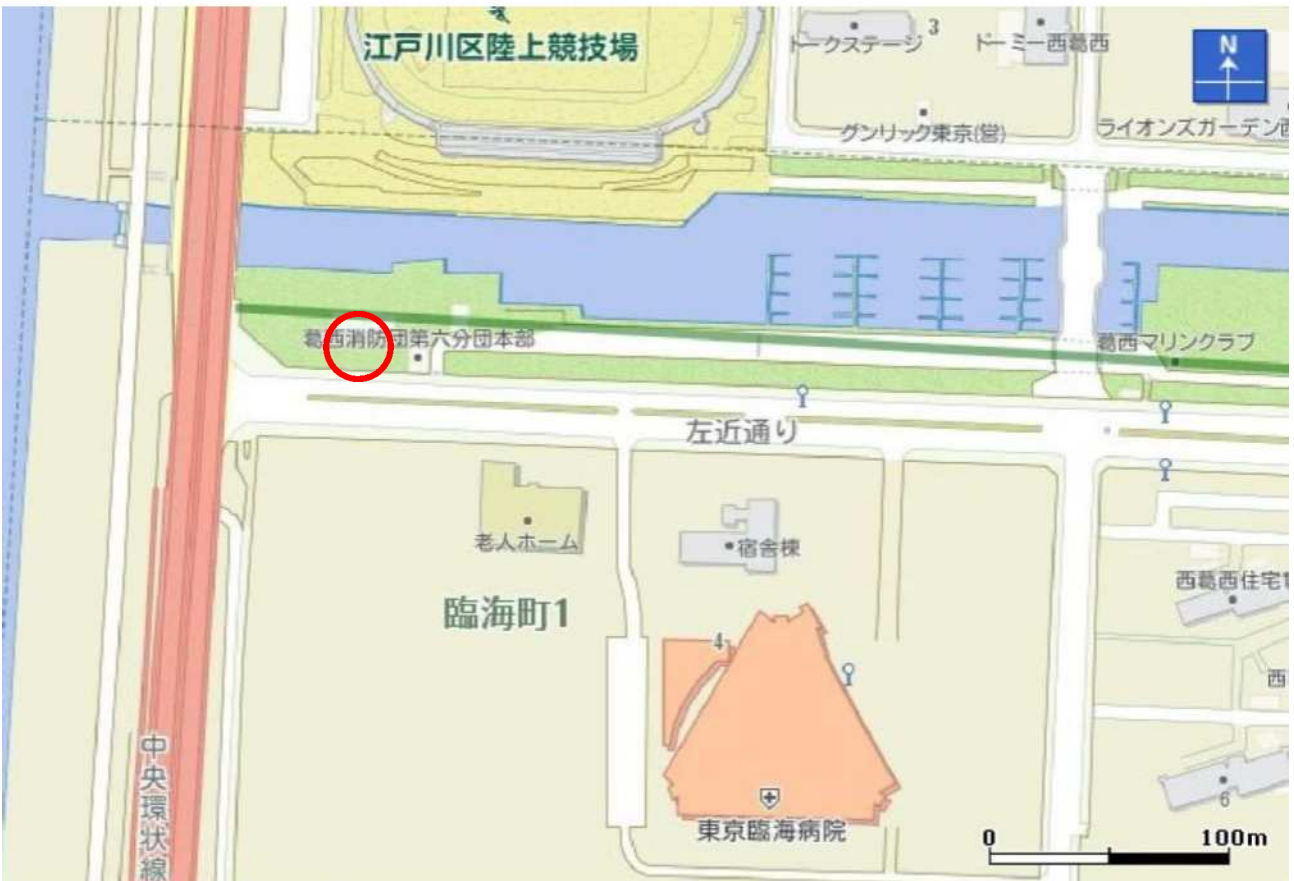 江戸川区陸上競技場
トークステージ
3
ドーミー西葛西
N
グンリック東京(営)
ライオンズガーデン西
葛西消防団第六分団本部
葛西マリンクラブ
左近通り
老人ホーム
宿舎棟
西葛西住宅
臨海町1
4
西
中央環状線
東京臨海病院
6
0
100m